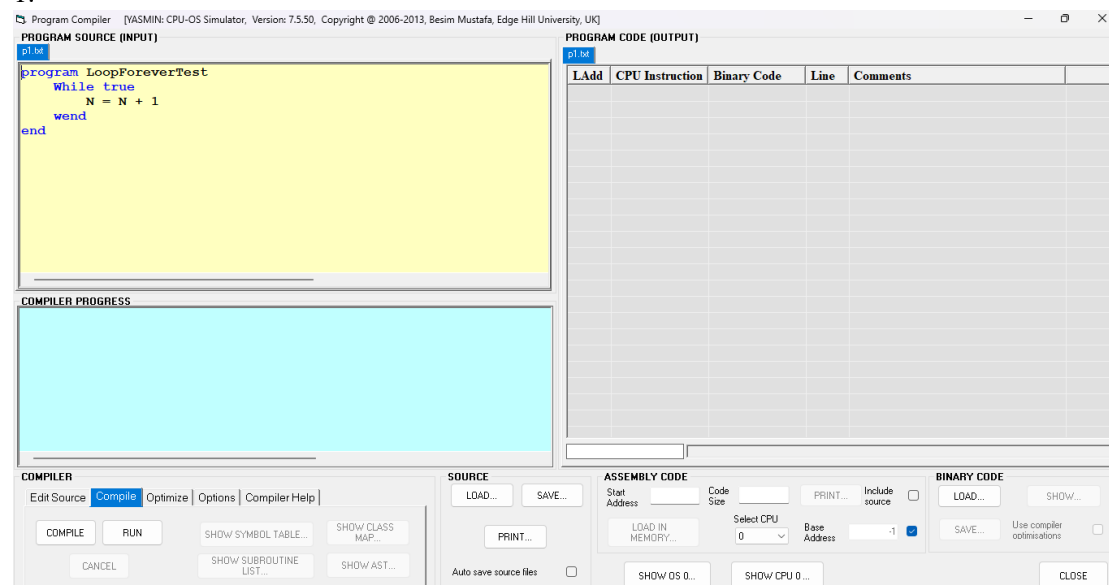 1.
Program Compiler [YASMIN: CPU-OS Simulator, Version: 7.5.50, Copyright @ 2006-2013, Besim Mustafa, Edge Hill University, UK]
PROGRAM SOURCE (INPUT)
p1.txt
program LoopForeverTest
While true
N = N + 1
wend
end
PROGRAM CODE (OUTPUT)
p1.txt
LAdd CPU Instruction Binary Code Line Comments
COMPILER PROGRESS
COMPILER
Edit Source Compile Optimize Options Compiler Help
COMPILE RUN SHOW SYMBOL TABLE... SHOW CLASS
MAP...
CANCEL SHOW SUBROUTINE
LIST... SHOW AST...
SOURCE
LOAD... SAVE...
PRINT...
Auto save source files
ASSEMBLY CODE
Start
Address
Code
Size
PRINT...
Include
source
LOAD IN
MEMORY...
Select CPU
0
Base
Address
-1
SHOW OS 0... SHOW CPU 0 ...
BINARY CODE
LOAD... SHOW...
SAVE... Use compiler
optimisations
CLOSE